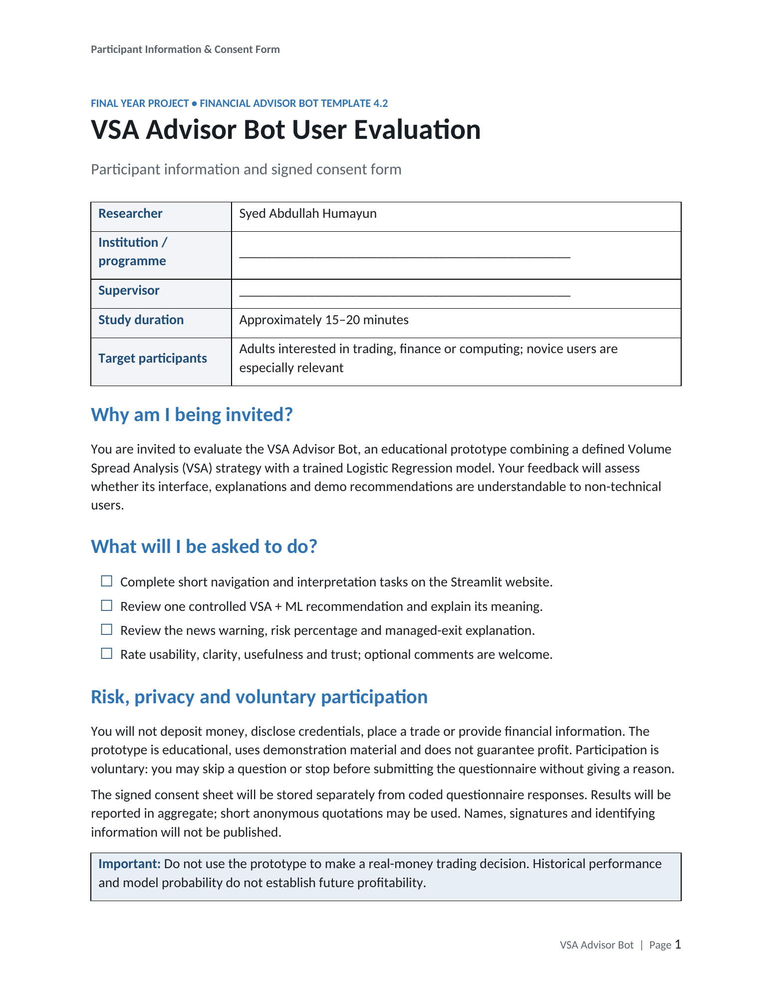 Participant Information & Consent Form
FINAL YEAR PROJECT ● FINANCIAL ADVISOR BOT TEMPLATE 4.2
VSA Advisor Bot User Evaluation
Participant information and signed consent form
Researcher
Syed Abdullah Humayun
Institution /
programme
________________________________________________
Supervisor
________________________________________________
Study duration
Approximately 15–20 minutes
Target participants
Adults interested in trading, finance or computing; novice users are
especially relevant
Why am I being invited?
You are invited to evaluate the VSA Advisor Bot, an educational prototype combining a defined Volume
Spread Analysis (VSA) strategy with a trained Logistic Regression model. Your feedback will assess
whether its interface, explanations and demo recommendations are understandable to non-technical
users.
What will I be asked to do?
☐ Complete short navigation and interpretation tasks on the Streamlit website.
☐ Review one controlled VSA + ML recommendation and explain its meaning.
☐ Review the news warning, risk percentage and managed-exit explanation.
☐ Rate usability, clarity, usefulness and trust; optional comments are welcome.
Risk, privacy and voluntary participation
You will not deposit money, disclose credentials, place a trade or provide financial information. The
prototype is educational, uses demonstration material and does not guarantee profit. Participation is
voluntary: you may skip a question or stop before submitting the questionnaire without giving a reason.
The signed consent sheet will be stored separately from coded questionnaire responses. Results will be
reported in aggregate; short anonymous quotations may be used. Names, signatures and identifying
information will not be published.
Important: Do not use the prototype to make a real-money trading decision. Historical performance
and model probability do not establish future profitability.
VSA Advisor Bot | Page 1